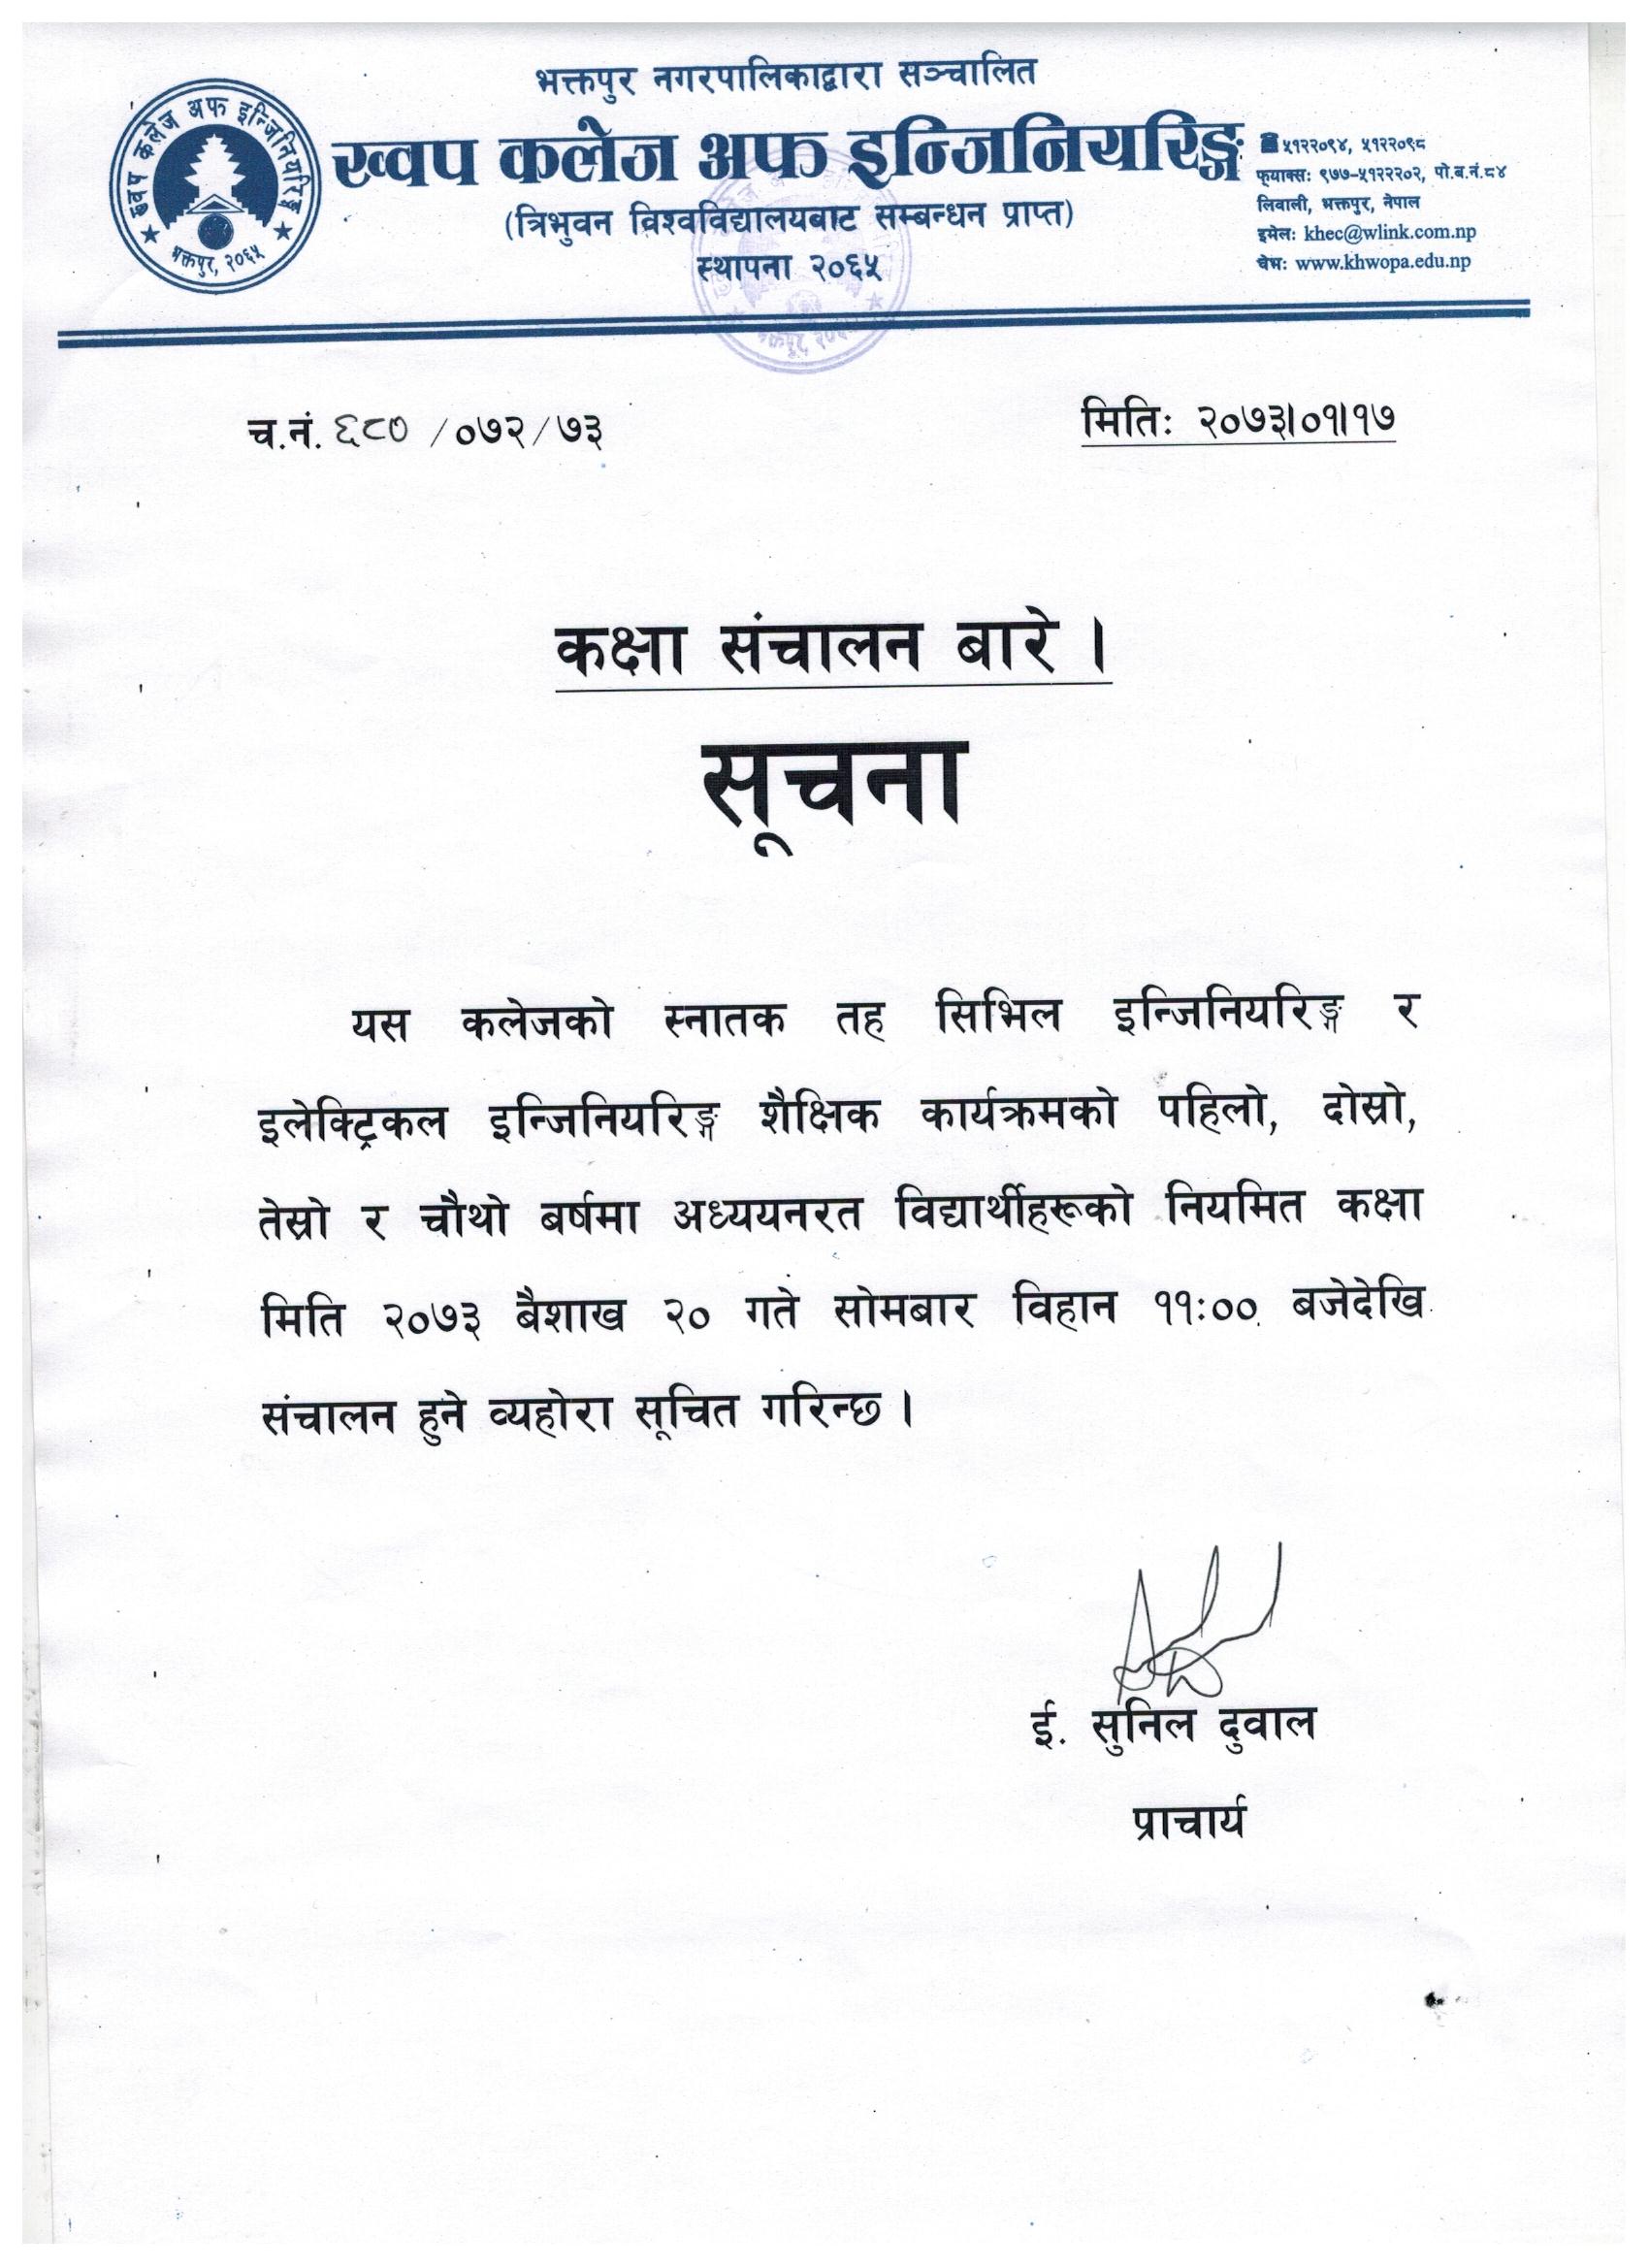 भक्तपुर नगरपालिकाद्वारा सञ्चालित
ख्वप कलेज अफ इन्जिनियरिङ्ग
(त्रिभुवन विश्वविद्यालयबाट सम्बन्धन प्राप्त)
स्थापना २०६५
ख्वप कलेज अफ इन्जिनियरिङ्ग
भक्तपुर, २०६५
५१२२०९४, ५१२२०९८
फ्याक्सः ९७७-५१२२२०२, पो.ब.नं.८४
लिवाली, भक्तपुर, नेपाल
इमेलः khec@wlink.com.np
वेभः www.khwopa.edu.np
च.नं. ६८७ /०७२/७३
मितिः २०७३।०१।१७
कक्षा संचालन बारे ।
सूचना
यस कलेजको स्नातक तह सिभिल इन्जिनियरिङ्ग र
इलेक्ट्रिकल इन्जिनियरिङ्ग शैक्षिक कार्यक्रमको पहिलो, दोस्रो,
तेस्रो र चौथो बर्षमा अध्ययनरत विद्यार्थीहरूको नियमित कक्षा
मिति २०७३ बैशाख २० गते सोमबार विहान ११:०० बजेदेखि
संचालन हुने व्यहोरा सूचित गरिन्छ ।
ई. सुनिल दुवाल
प्राचार्य